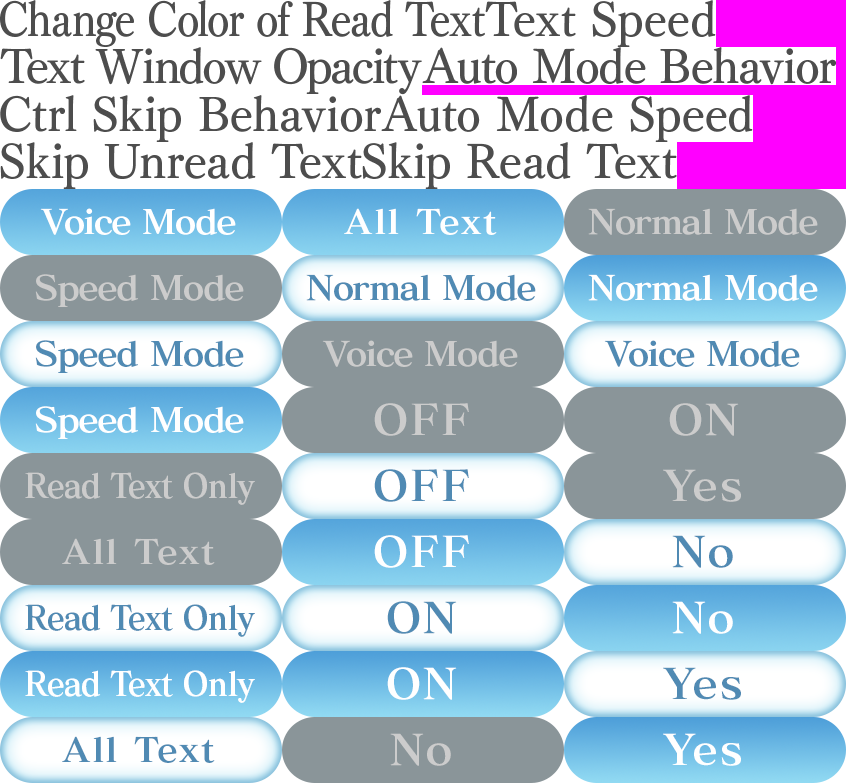 Change Color of Read TextText Speed
Text Window OpacityAuto Mode Behavior
Ctrl Skip BehaviorAuto Mode Speed
Skip Unread TextSkip Read Text
Voice Mode All Text Normal Mode
Speed Mode Normal Mode Normal Mode
Speed Mode Voice Mode Voice Mode
Speed Mode OFF ON
Read Text Only OFF Yes
All Text OFF No
Read Text Only ON No
Read Text Only ON Yes
All Text No Yes